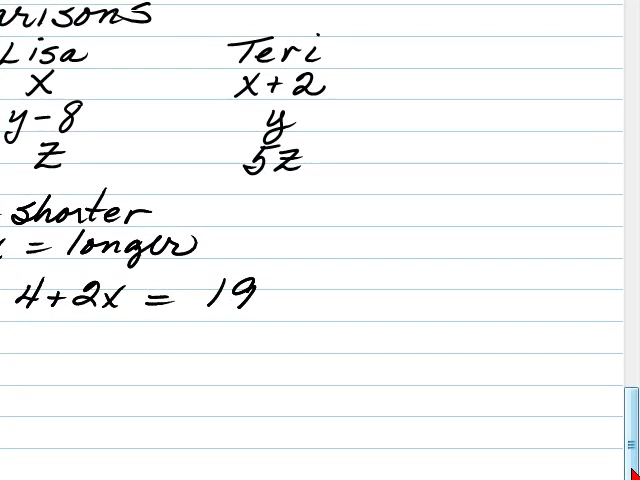 arisons
Lisa Teri
x x + 2
y - 8 y
z 5z
shorter
x = longer
4 + 2x = 19